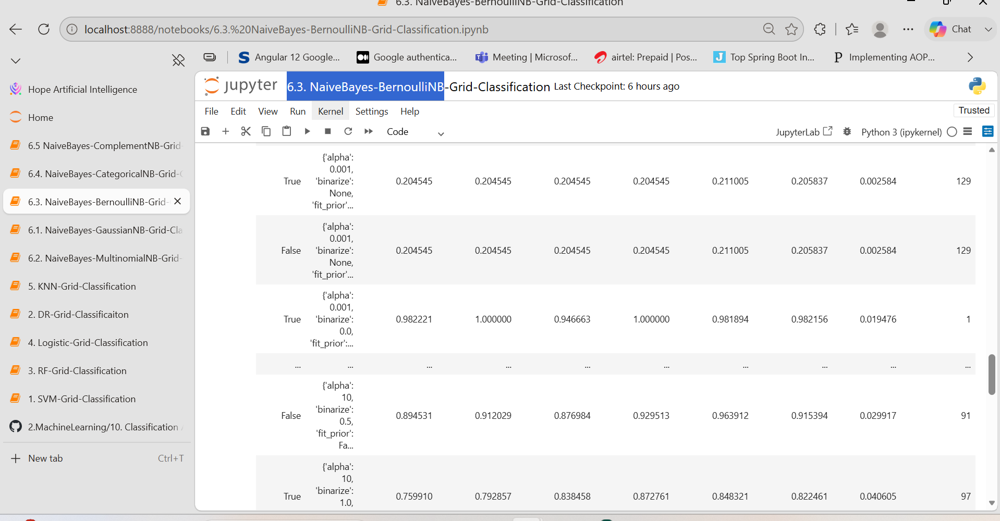 6.3. NaiveBayes-BernoulliNB-Grid-Classification
localhost:8888/notebooks/6.3.%20NaiveBayes-BernoulliNB-Grid-Classification.ipynb
Chat
Angular 12 Google...
Google authentica...
Meeting | Microsof...
airtel: Prepaid | Pos...
Top Spring Boot In...
Implementing AOP...
Hope Artificial Intelligence
Home
6.5 NaiveBayes-ComplementNB-Grid-
6.4. NaiveBayes-CategoricalNB-Grid-C
6.3. NaiveBayes-BernoulliNB-Grid-
6.1. NaiveBayes-GaussianNB-Grid-Cla
6.2. NaiveBayes-MultinomialNB-Grid-
5. KNN-Grid-Classification
2. DR-Grid-Classificaiton
4. Logistic-Grid-Classification
3. RF-Grid-Classification
1. SVM-Grid-Classification
2.MachineLearning/10. Classification
New tab Ctrl+T
jupyter 6.3. NaiveBayes-BernoulliNB-Grid-Classification Last Checkpoint: 6 hours ago
File Edit View Run Kernel Settings Help
Trusted
Code
JupyterLab
Python 3 (ipykernel)
{'alpha':
0.001,
True 'binarize': 0.204545 0.204545 0.204545 0.204545 0.211005 0.205837 0.002584 129
None,
'fit_prior'...
{'alpha':
0.001,
False 'binarize': 0.204545 0.204545 0.204545 0.204545 0.211005 0.205837 0.002584 129
None,
'fit_prior'...
{'alpha':
0.001,
True 'binarize': 0.982221 1.000000 0.946663 1.000000 0.981894 0.982156 0.019476 1
0.0,
'fit_prior':...
... ... ... ... ... ... ... ... ... ...
{'alpha':
10,
'binarize':
False 0.5, 0.894531 0.912029 0.876984 0.929513 0.963912 0.915394 0.029917 91
'fit_prior':
Fa...
{'alpha':
10,
'binarize':
True 1.0, 0.759910 0.792857 0.838458 0.872761 0.848321 0.822461 0.040605 97